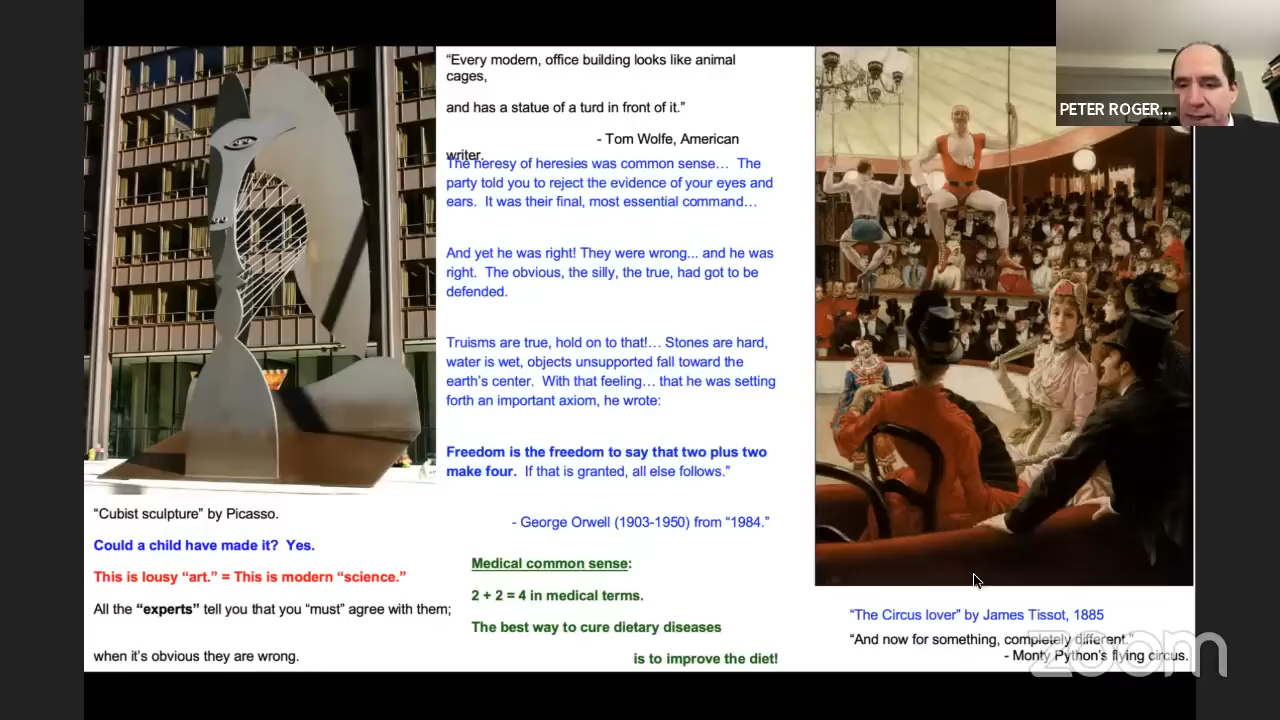 “Every modern, office building looks like animal
cages,
and has a statue of a turd in front of it.”
- Tom Wolfe, American
writer.
The heresy of heresies was common sense… The
party told you to reject the evidence of your eyes and
ears. It was their final, most essential command…
And yet he was right! They were wrong... and he was
right. The obvious, the silly, the true, had got to be
defended.
Truisms are true, hold on to that!… Stones are hard,
water is wet, objects unsupported fall toward the
earth’s center. With that feeling… that he was setting
forth an important axiom, he wrote:
Freedom is the freedom to say that two plus two
make four. If that is granted, all else follows.”
- George Orwell (1903-1950) from “1984.”
Medical common sense:
2 + 2 = 4 in medical terms.
The best way to cure dietary diseases
is to improve the diet!
“Cubist sculpture” by Picasso.
Could a child have made it? Yes.
This is lousy “art.” = This is modern “science.”
All the “experts” tell you that you “must” agree with them;
when it’s obvious they are wrong.
PETER ROGER...
“The Circus lover” by James Tissot, 1885
“And now for something, completely different.”
- Monty Python’s flying circus.
zoom